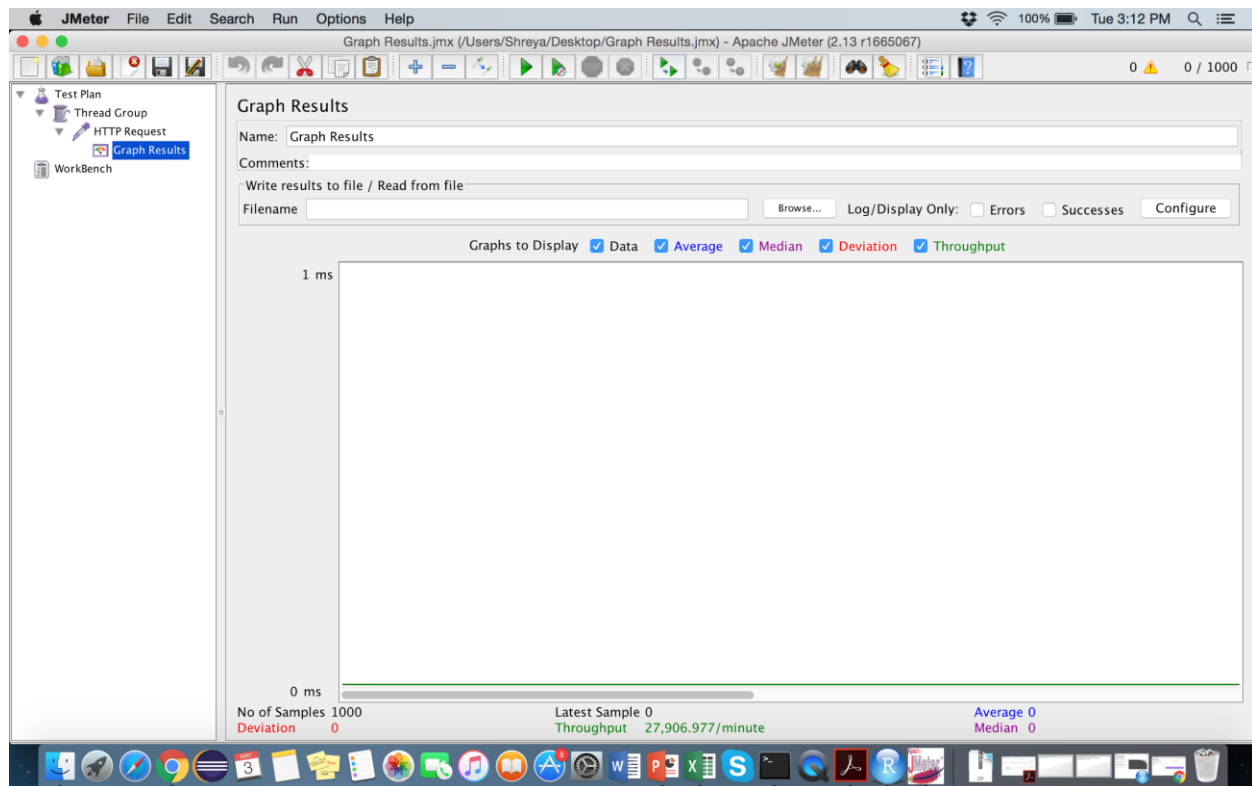 JMeter File Edit Search Run Options Help 100% Tue 3:12 PM
Graph Results.jmx (/Users/Shreya/Desktop/Graph Results.jmx) - Apache JMeter (2.13 r1665067)
0 0 / 1000
Test Plan
Thread Group
HTTP Request
Graph Results
WorkBench
Graph Results
Name: Graph Results
Comments:
Write results to file / Read from file
Filename Browse... Log/Display Only: Errors Successes Configure
Graphs to Display Data Average Median Deviation Throughput
1 ms
0 ms
No of Samples 1000 Latest Sample 0 Average 0
Deviation 0 Throughput 27,906.977/minute Median 0